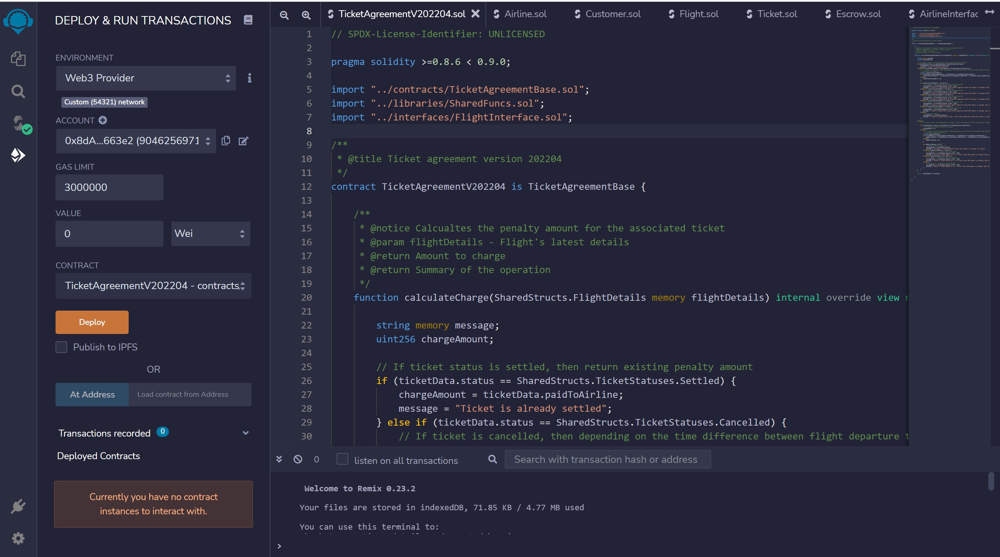 DEPLOY & RUN TRANSACTIONS
ENVIRONMENT
Web3 Provider
Custom (54321) network
ACCOUNT
0x8dA...663e2 (9046256971
GAS LIMIT
3000000
VALUE
0
Wei
CONTRACT
TicketAgreementV202204 - contracts
Deploy
Publish to IPFS
OR
At Address
Load contract from Address
Transactions recorded 0
Deployed Contracts
Currently you have no contract
instances to interact with.
TicketAgreementV202204.sol
Airline.sol
Customer.sol
Flight.sol
Ticket.sol
Escrow.sol
AirlineInterfac
1 // SPDX-License-Identifier: UNLICENSED
2
3 pragma solidity >=0.8.6 < 0.9.0;
4
5 import "../contracts/TicketAgreementBase.sol";
6 import "../libraries/SharedFuncs.sol";
7 import "../interfaces/FlightInterface.sol";
8
9 /**
10 * @title Ticket agreement version 202204
11 */
12 contract TicketAgreementV202204 is TicketAgreementBase {
13
14 /**
15 * @notice Calcualtes the penalty amount for the associated ticket
16 * @param flightDetails - Flight's latest details
17 * @return Amount to charge
18 * @return Summary of the operation
19 */
20 function calculateCharge(SharedStructs.FlightDetails memory flightDetails) internal override view
21
22 string memory message;
23 uint256 chargeAmount;
24
25 // If ticket status is settled, then return existing penalty amount
26 if (ticketData.status == SharedStructs.TicketStatuses.Settled) {
27 chargeAmount = ticketData.paidToAirline;
28 message = "Ticket is already settled";
29 } else if (ticketData.status == SharedStructs.TicketStatuses.Cancelled) {
30 // If ticket is cancelled, then depending on the time difference between flight departure t
0
listen on all transactions
Search with transaction hash or address
Welcome to Remix 0.23.2
Your files are stored in indexedDB, 71.85 KB / 4.77 MB used
You can use this terminal to:
>